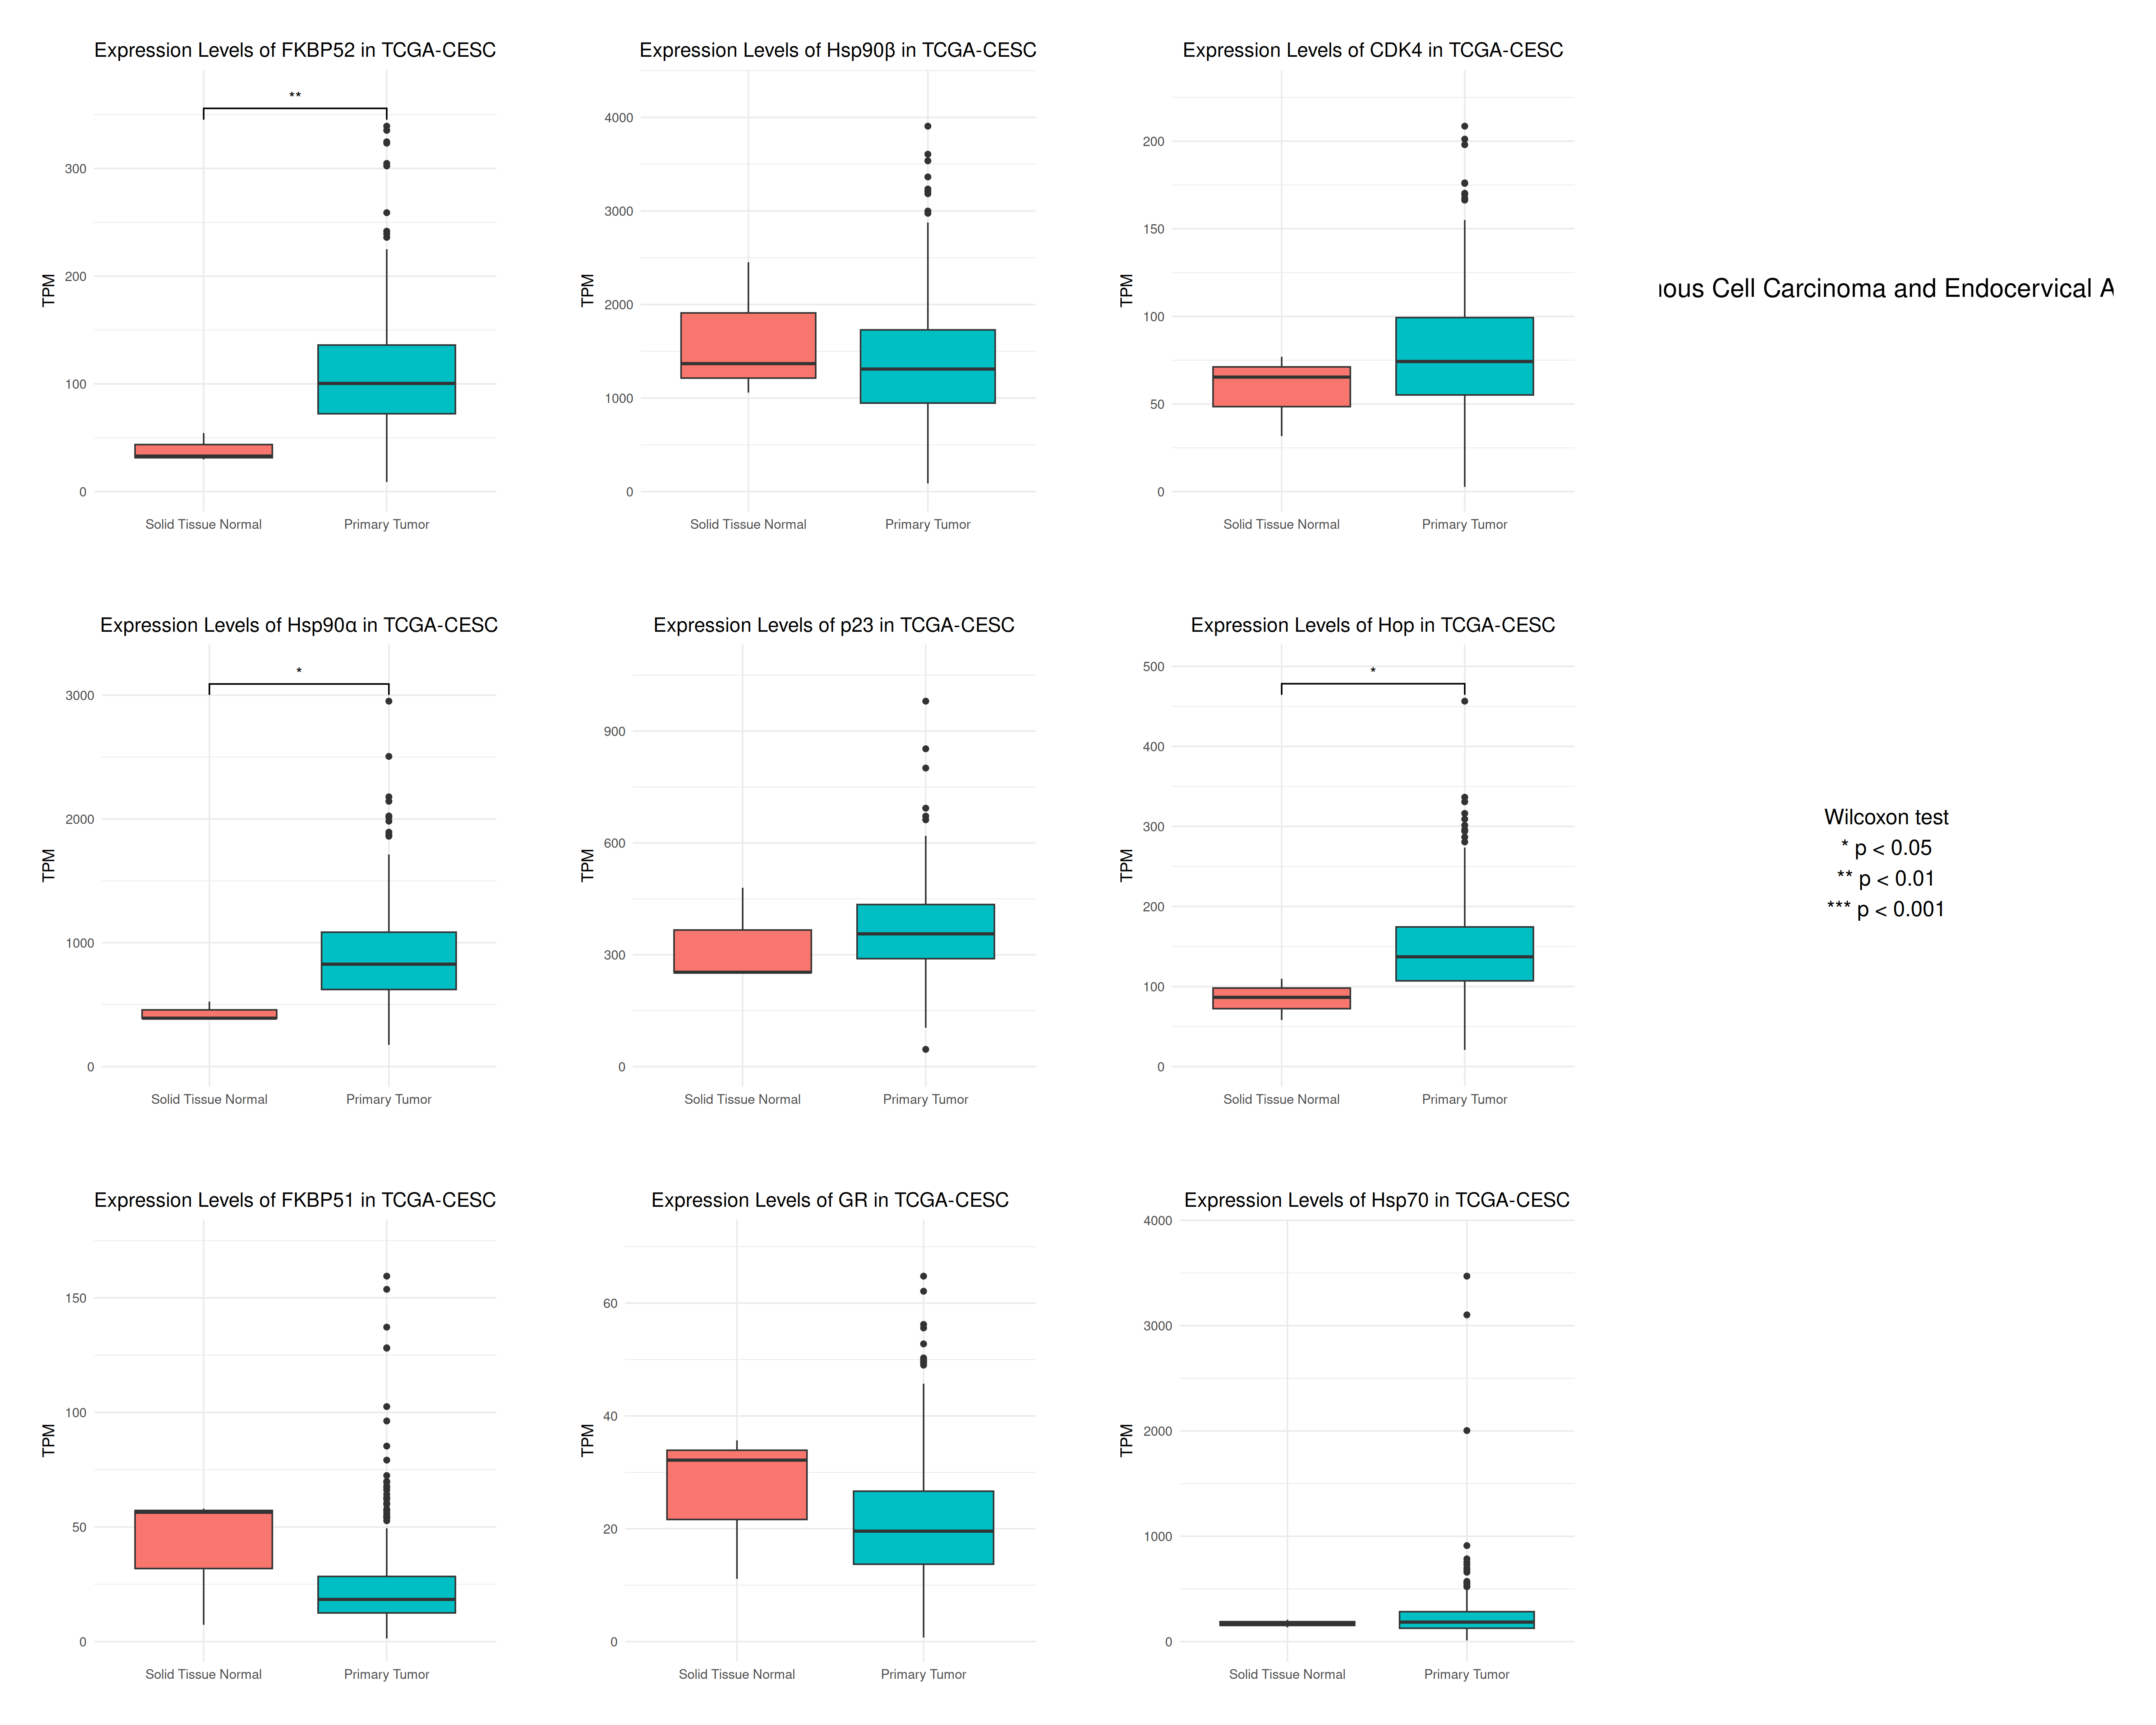 Expression Levels of FKBP52 in TCGA-CESC
**
300
200
100
0
TPM
Solid Tissue Normal
Primary Tumor
Expression Levels of Hsp90β in TCGA-CESC
4000
3000
2000
1000
0
TPM
Solid Tissue Normal
Primary Tumor
Expression Levels of CDK4 in TCGA-CESC
200
150
100
50
0
TPM
Solid Tissue Normal
Primary Tumor
Cell Carcinoma and Endocervical
Expression Levels of Hsp90α in TCGA-CESC
*
3000
2000
1000
0
TPM
Solid Tissue Normal
Primary Tumor
Expression Levels of p23 in TCGA-CESC
900
600
300
0
TPM
Solid Tissue Normal
Primary Tumor
Expression Levels of Hop in TCGA-CESC
*
500
400
300
200
100
0
TPM
Solid Tissue Normal
Primary Tumor
Wilcoxon test
* p < 0.05
** p < 0.01
*** p < 0.001
Expression Levels of FKBP51 in TCGA-CESC
150
100
50
0
TPM
Solid Tissue Normal
Primary Tumor
Expression Levels of GR in TCGA-CESC
60
40
20
0
TPM
Solid Tissue Normal
Primary Tumor
Expression Levels of Hsp70 in TCGA-CESC
4000
3000
2000
1000
0
TPM
Solid Tissue Normal
Primary Tumor